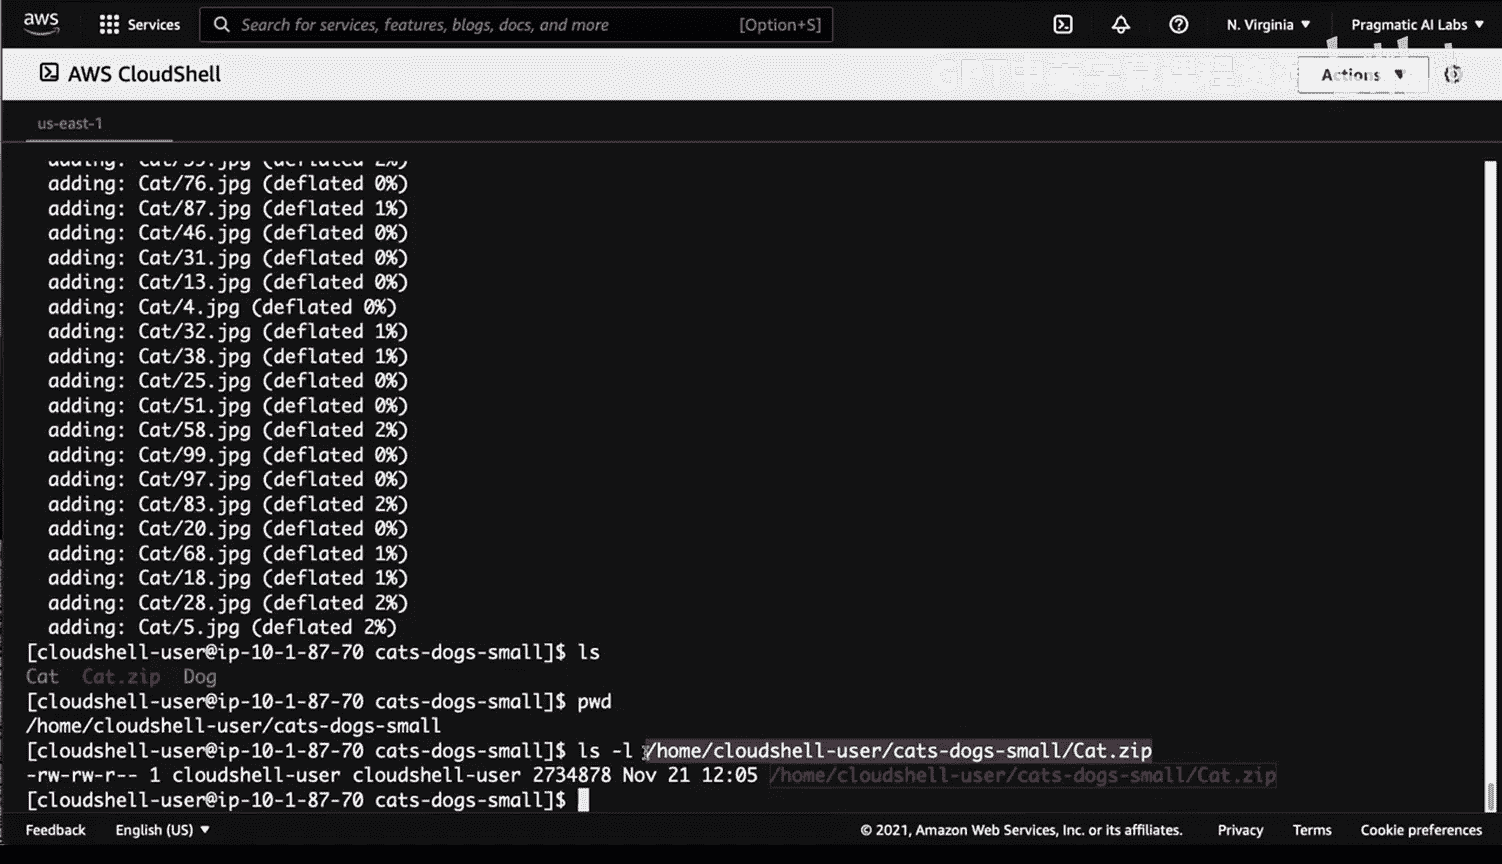 aws Services Search for services, features, blogs, docs, and more [Option+S] N. Virginia ▼ Pragmatic AI Labs ▼
AWS CloudShell Actions ▼
us-east-1
adding: Cat/76.jpg (deflated 0%)
adding: Cat/87.jpg (deflated 1%)
adding: Cat/46.jpg (deflated 0%)
adding: Cat/31.jpg (deflated 0%)
adding: Cat/13.jpg (deflated 0%)
adding: Cat/4.jpg (deflated 0%)
adding: Cat/32.jpg (deflated 1%)
adding: Cat/38.jpg (deflated 1%)
adding: Cat/25.jpg (deflated 0%)
adding: Cat/51.jpg (deflated 0%)
adding: Cat/58.jpg (deflated 2%)
adding: Cat/99.jpg (deflated 0%)
adding: Cat/97.jpg (deflated 0%)
adding: Cat/83.jpg (deflated 2%)
adding: Cat/20.jpg (deflated 0%)
adding: Cat/68.jpg (deflated 1%)
adding: Cat/18.jpg (deflated 1%)
adding: Cat/28.jpg (deflated 2%)
adding: Cat/5.jpg (deflated 2%)
[cloudshell-user@ip-10-1-87-70 cats-dogs-small]$ ls
Cat Cat.zip Dog
[cloudshell-user@ip-10-1-87-70 cats-dogs-small]$ pwd
/home/cloudshell-user/cats-dogs-small
[cloudshell-user@ip-10-1-87-70 cats-dogs-small]$ ls -l /home/cloudshell-user/cats-dogs-small/Cat.zip
-rw-rw-r-- 1 cloudshell-user cloudshell-user 2734878 Nov 21 12:05 /home/cloudshell-user/cats-dogs-small/Cat.zip
[cloudshell-user@ip-10-1-87-70 cats-dogs-small]$
Feedback English (US) ▼ © 2021, Amazon Web Services, Inc. or its affiliates. Privacy Terms Cookie preferences